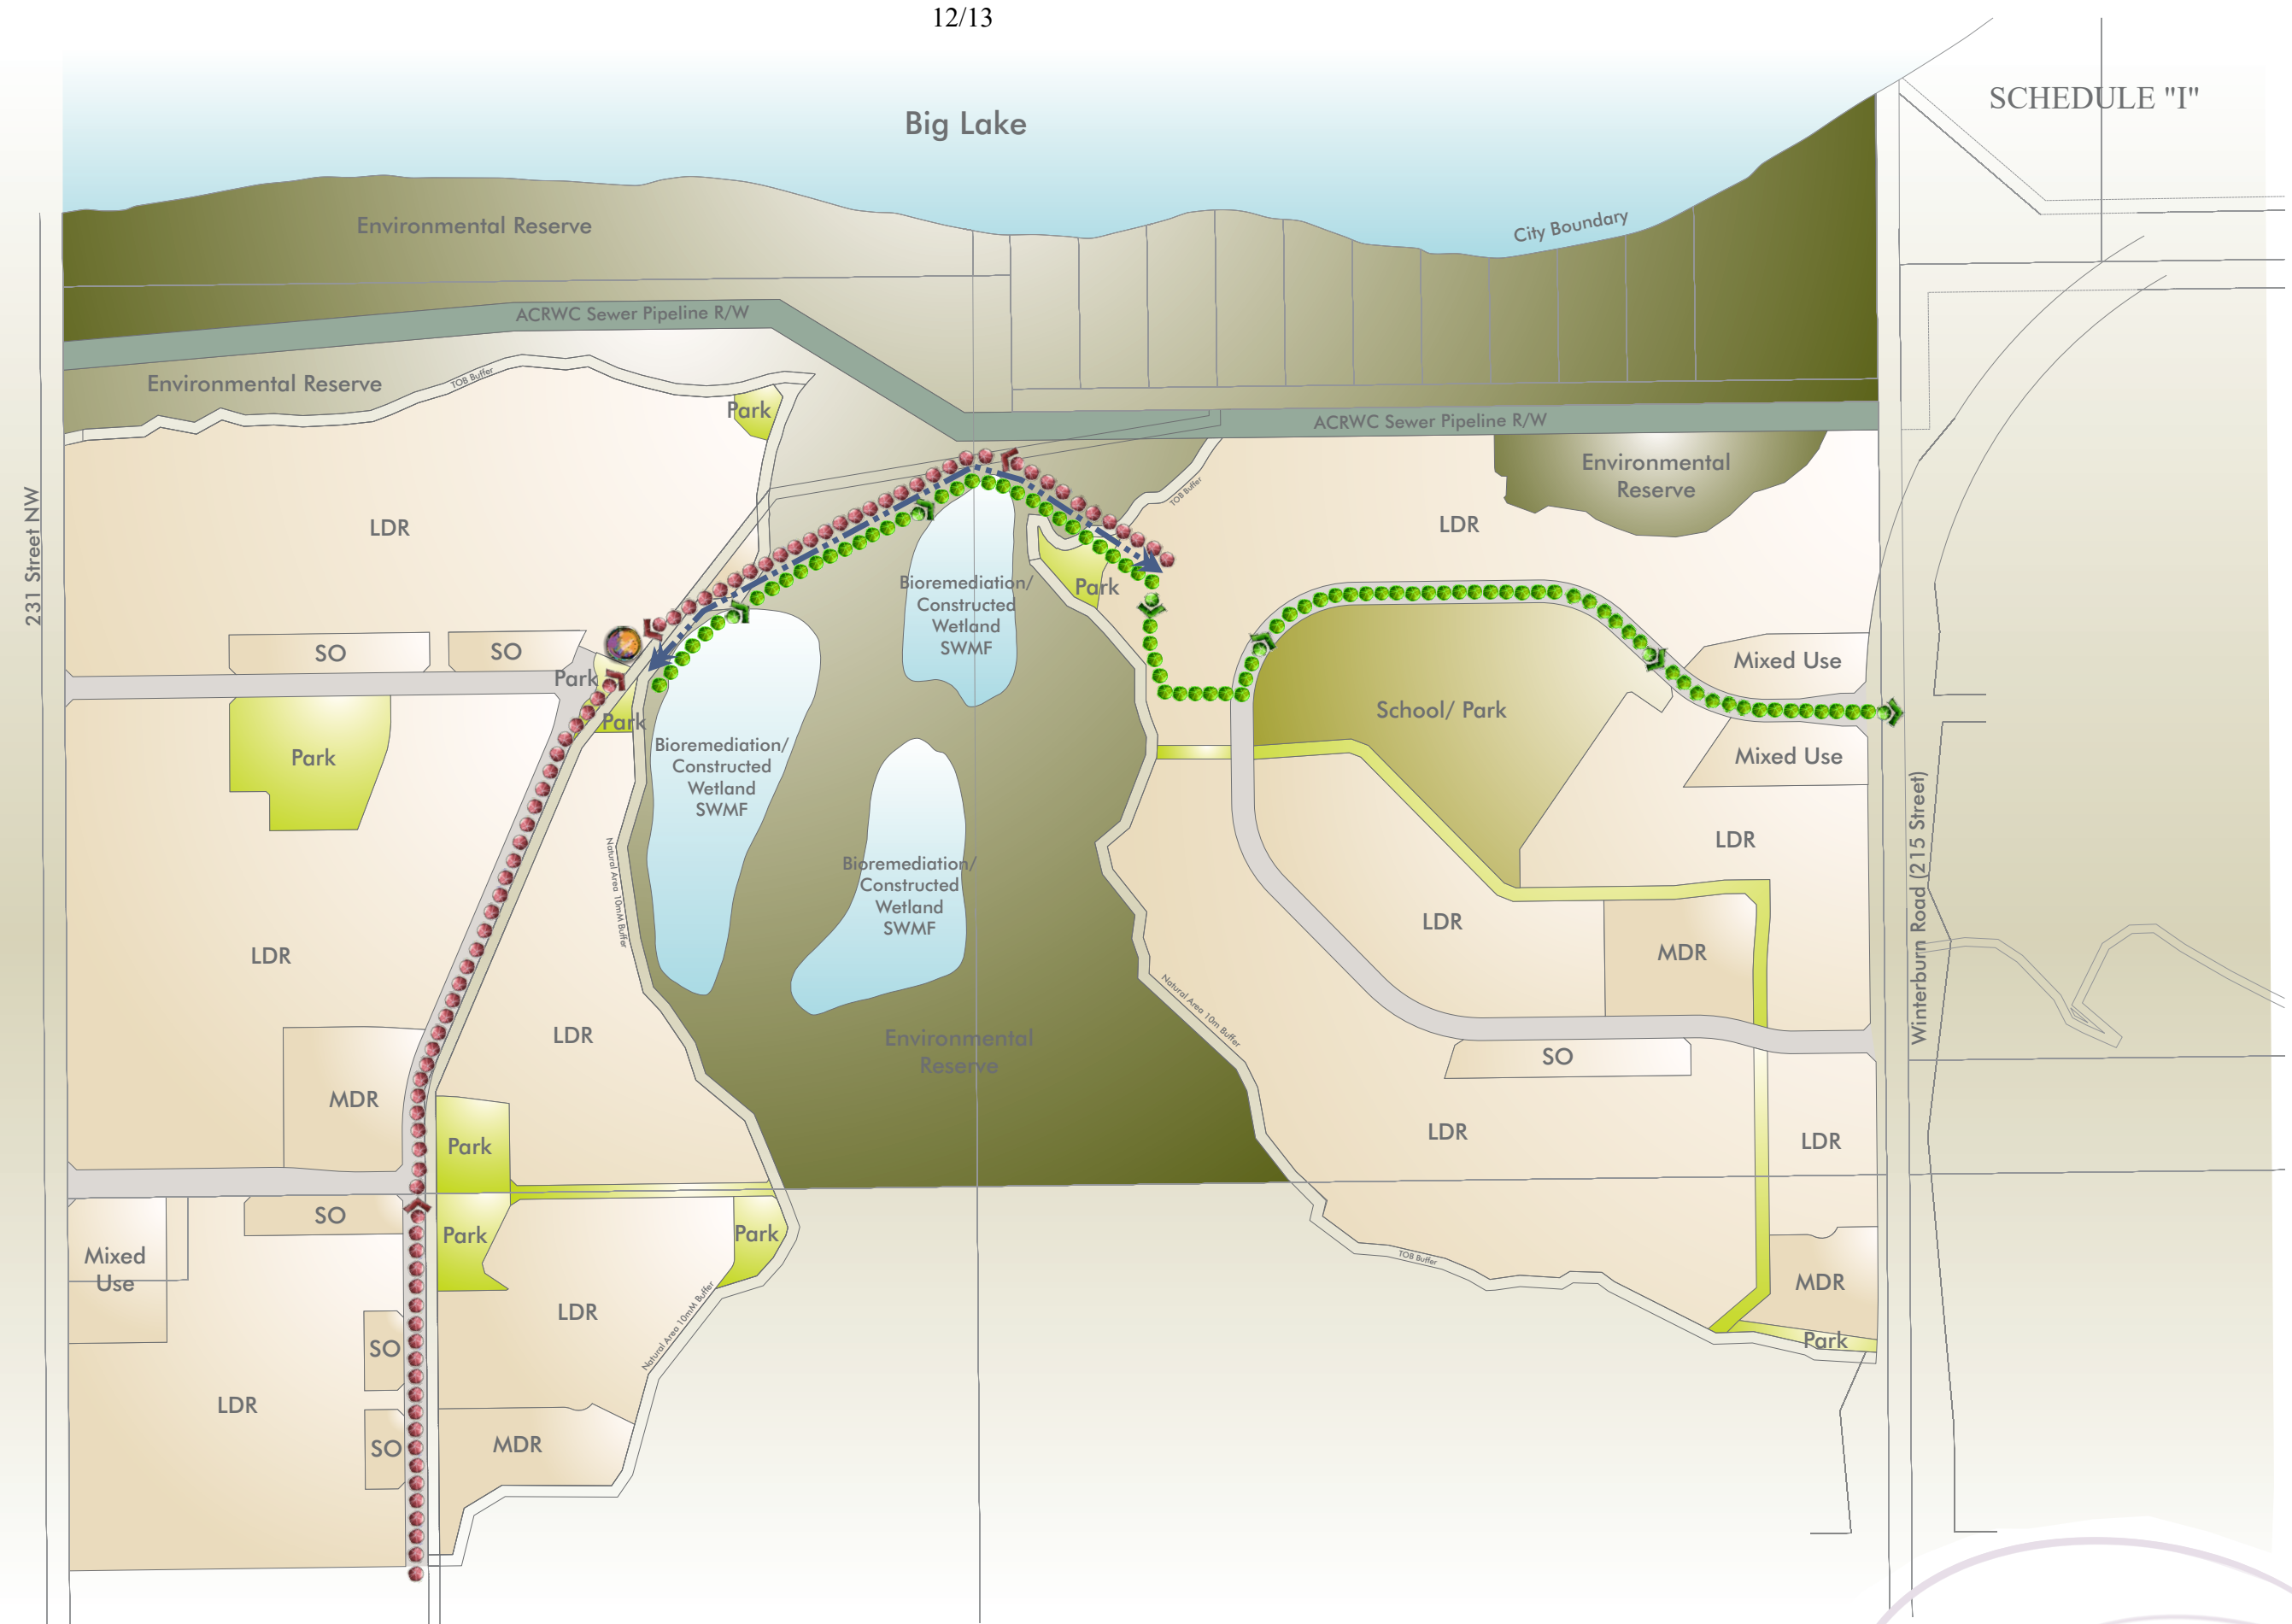 12/13
SCHEDULE "I"
Big Lake
City Boundary
Environmental Reserve
ACRWC Sewer Pipeline R/W
Environmental Reserve
TOB Buffer
Park
ACRWC Sewer Pipeline R/W
Environmental
Reserve
TOB Buffer
LDR
LDR
231 Street NW
Bioremediation/
Constructed
Wetland
SWMF
Park
SO
SO
Park
Mixed Use
Park
School/ Park
Park
Bioremediation/
Constructed
Wetland
SWMF
Mixed Use
Natural Area 10mM Buffer
Bioremediation/
Constructed
Wetland
SWMF
LDR
Winterburn Road (215 Street)
LDR
MDR
LDR
LDR
Natural Area 10m Buffer
Environmental
Reserve
SO
MDR
Park
LDR
LDR
SO
Park
Park
Mixed
Use
TOB Buffer
MDR
LDR
Natural Area 10mM Buffer
SO
Park
LDR
SO
MDR